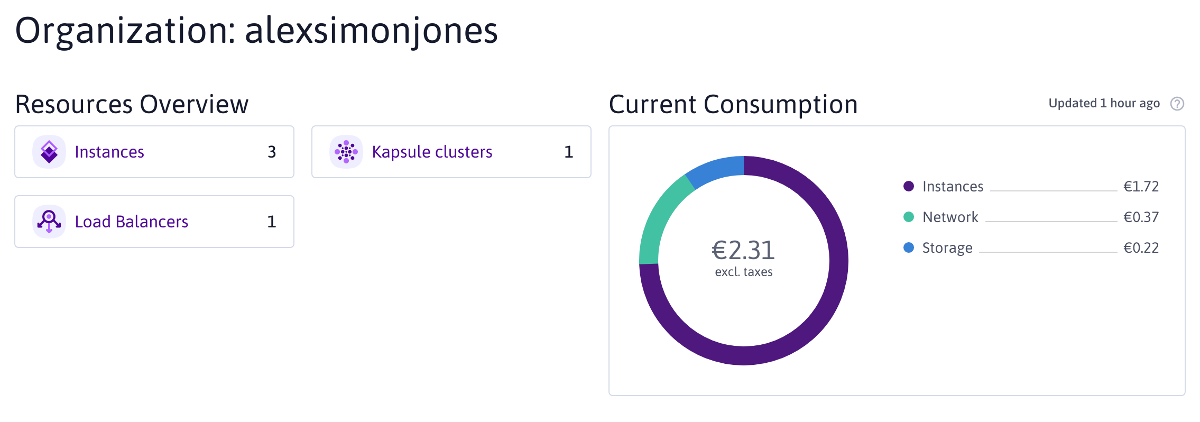 Organization: alexsimonjones
Resources Overview
Instances 3
Kapsule clusters 1
Load Balancers 1
Current Consumption
Updated 1 hour ago ?
€2.31
excl. taxes
Instances €1.72
Network €0.37
Storage €0.22